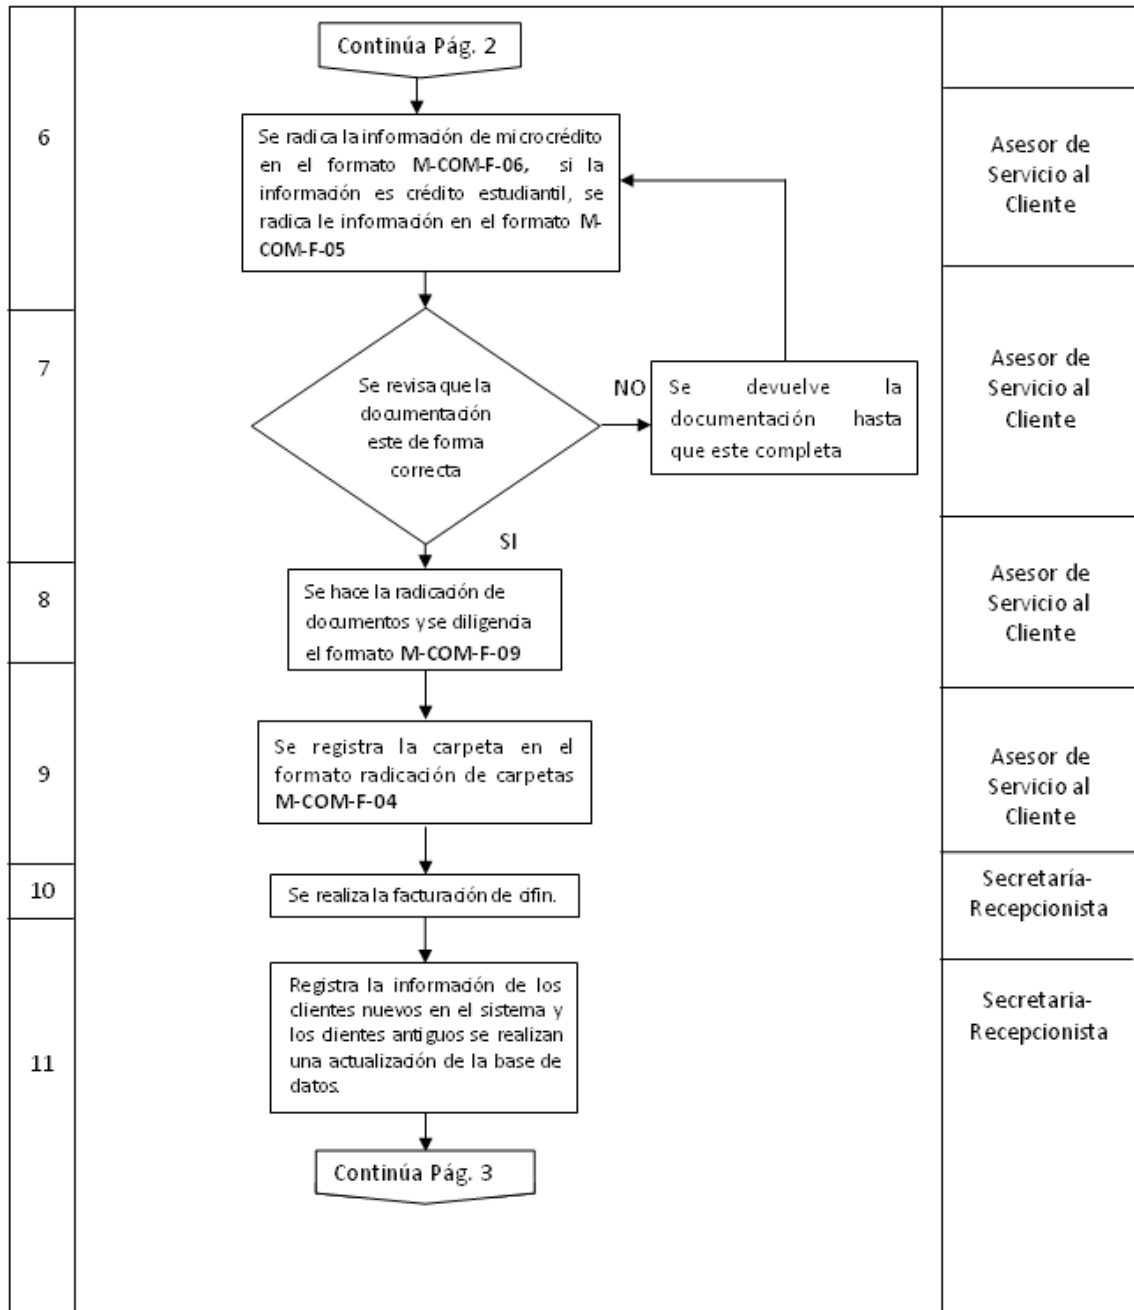 Continúa Pág. 2
6
Se radica la información de microcrédito
en el formato M-COM-F-06, si la
información es crédito estudiantil, se
radica le información en el formato M-
COM-F-05
Asesor de
Servicio al
Cliente
7
Se revisa que la
documentación
este de forma
correcta
NO
Se devuelve la
documentación hasta
que este completa
Asesor de
Servicio al
Cliente
SI
8
Se hace la radicación de
documentos y se diligencia
el formato M-COM-F-09
Asesor de
Servicio al
Cliente
9
Se registra la carpeta en el
formato radicación de carpetas
M-COM-F-04
Asesor de
Servicio al
Cliente
10
Se realiza la facturación de cifin.
Secretaría-
Recepcionista
11
Registra la información de los
clientes nuevos en el sistema y
los clientes antiguos se realizan
una actualización de la base de
datos.
Secretaria-
Recepcionista
Continúa Pág. 3